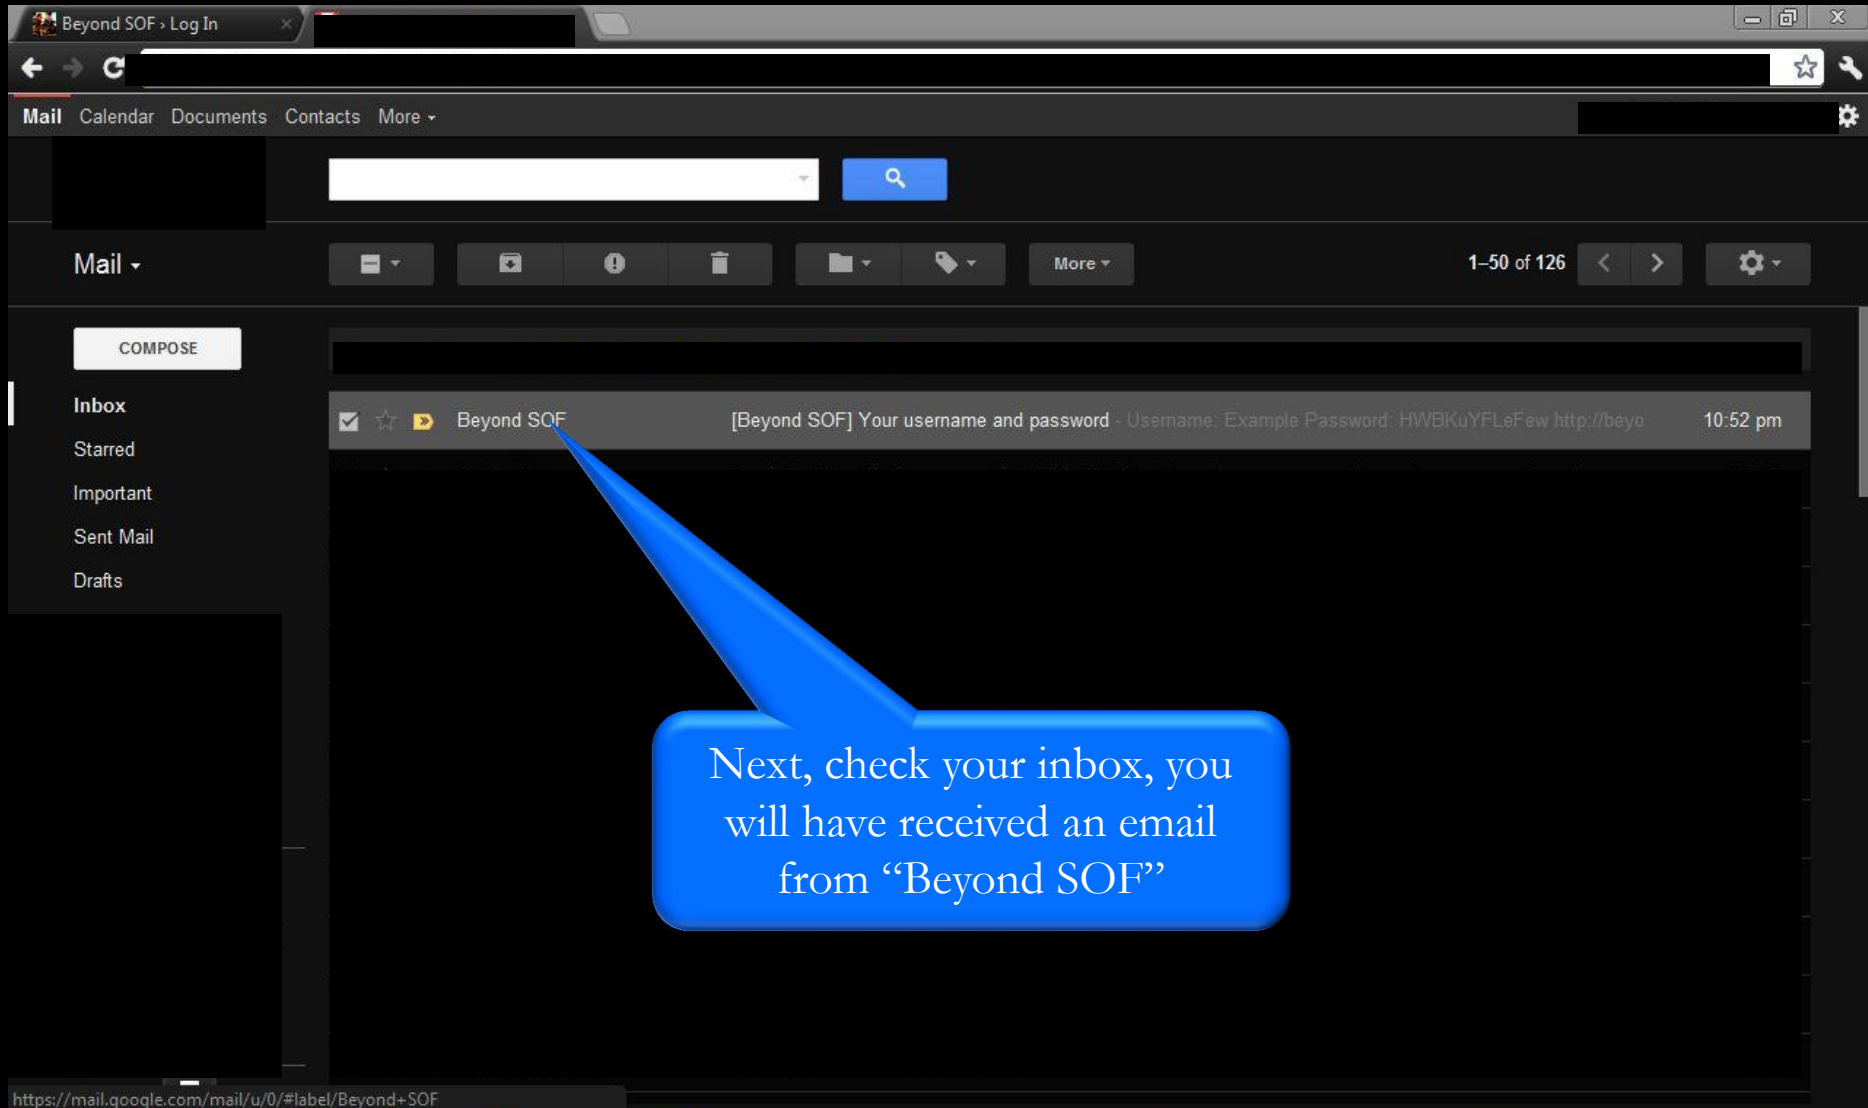 Beyond SOF › Log In
Mail Calendar Documents Contacts More
Mail
More
1–50 of 126
COMPOSE
Inbox
Beyond SOF [Beyond SOF] Your username and password - Username: Example Password: HWBKuYFLeFew http://beyo 10:52 pm
Starred
Important
Sent Mail
Drafts
Next, check your inbox, you
will have received an email
from “Beyond SOF”
https://mail.google.com/mail/u/0/#label/Beyond+SOF